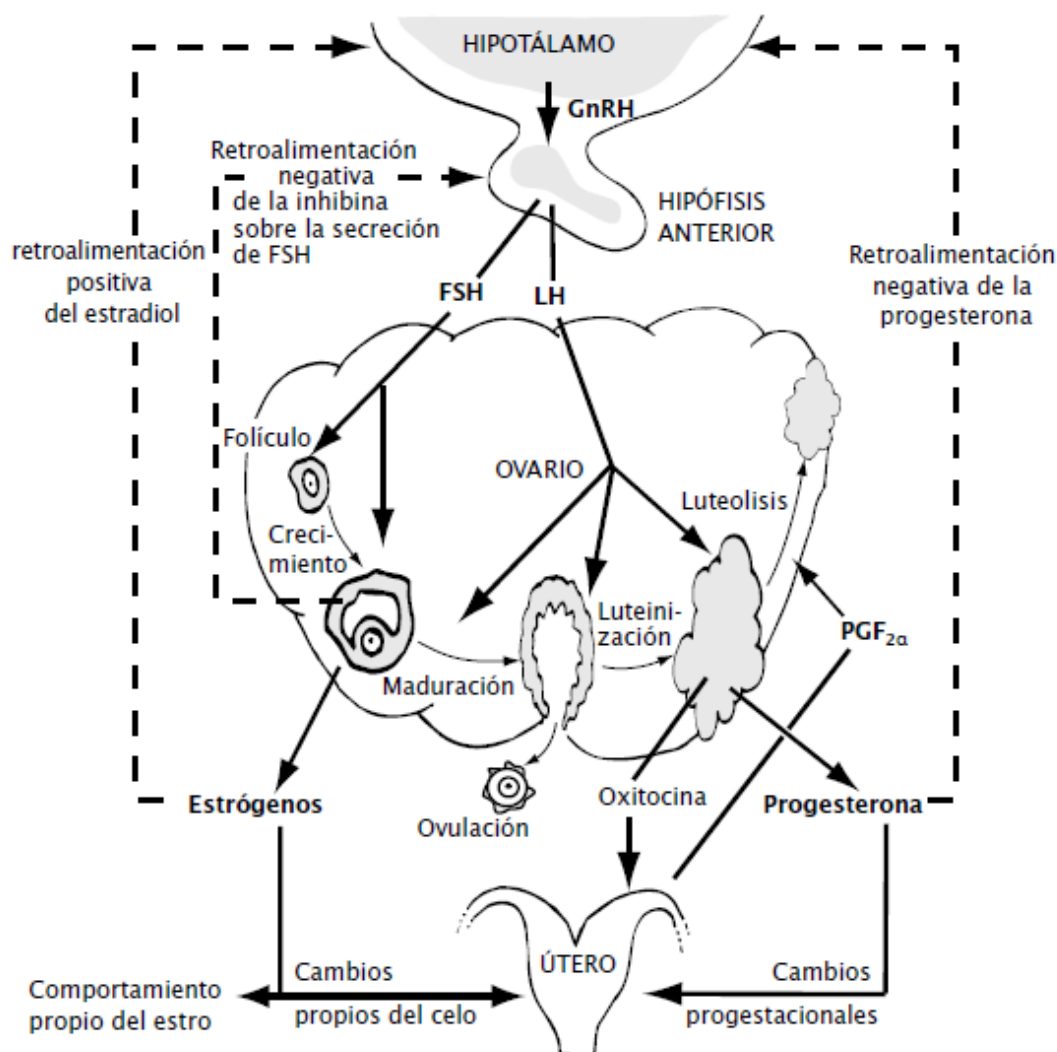 HIPOTÁLAMO
GnRH
Retroalimentación
negativa
de la inhibina
sobre la secreción
de FSH
HIPÓFISIS
ANTERIOR
retroalimentación
positiva
del estradiol
Retroalimentación
negativa de la
progesterona
FSH
LH
Folículo
OVARIO
Luteolisis
Creci-
miento
Luteini-
zación
PGF2α
Maduración
Estrógenos
Ovulación
Oxitocina
Progesterona
ÚTERO
Cambios
propios del celo
Comportamiento
propio del estro
Cambios
progestacionales